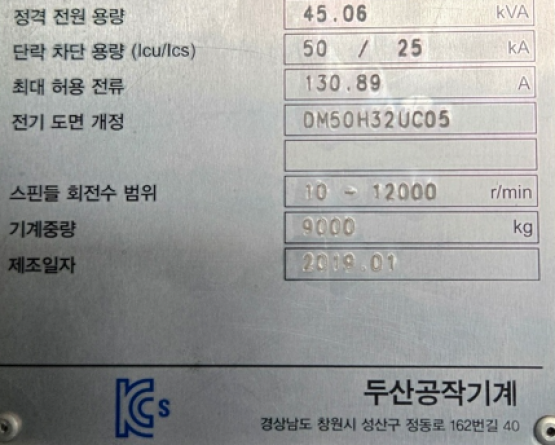 정격 전원 용량 45.06 kVA
단락 차단 용량 (Icu/Ics) 50 / 25 kA
최대 허용 전류 130.89 A
전기 도면 개정 DM50H32UC05
스핀들 회전수 범위 10 ~ 12000 r/min
기계중량 9000 kg
제조일자 2019.01
KCs 두산공작기계
경상남도 창원시 성산구 정동로 162번길 40